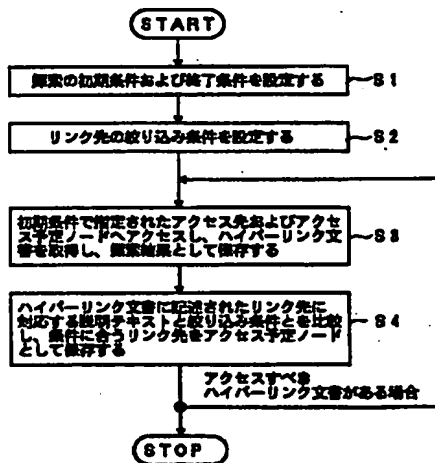 START
探索の初期条件および終了条件を設定する
S1
リンク先の絞り込み条件を設定する
S2
初期条件で指定されたアクセス先およびアクセ
ス予定ノードへアクセスし、ハイパーリンク文
書を取得し、探索結果として保存する
S3
ハイパーリンク文書に記述されたリンク先に
対応する説明テキストと絞り込み条件とを比較
し、条件に合うリンク先をアクセス予定ノード
として保存する
S4
アクセスすべき
ハイパーリンク文書がある場合
STOP